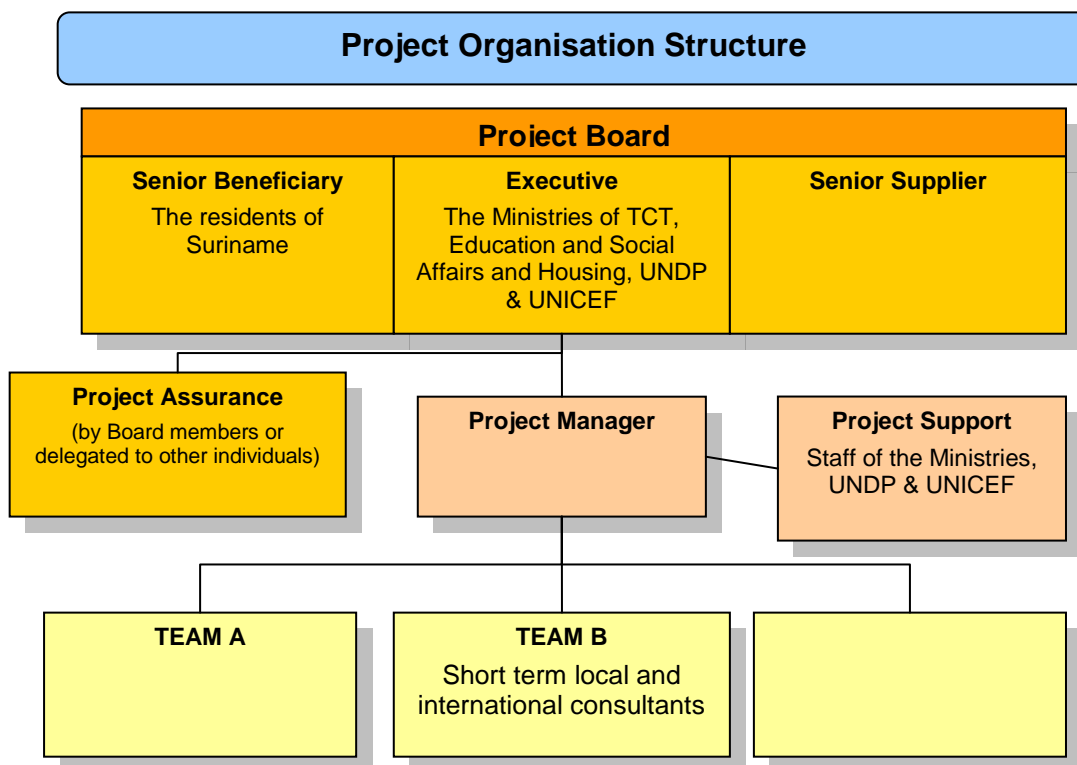 Project Organisation Structure
Project Board
Senior Beneficiary
The residents of
Suriname
Executive
The Ministries of TCT,
Education and Social
Affairs and Housing, UNDP
& UNICEF
Senior Supplier
Project Assurance
(by Board members or
delegated to other individuals)
Project Manager
Project Support
Staff of the Ministries,
UNDP & UNICEF
TEAM A
TEAM B
Short term local and
international consultants